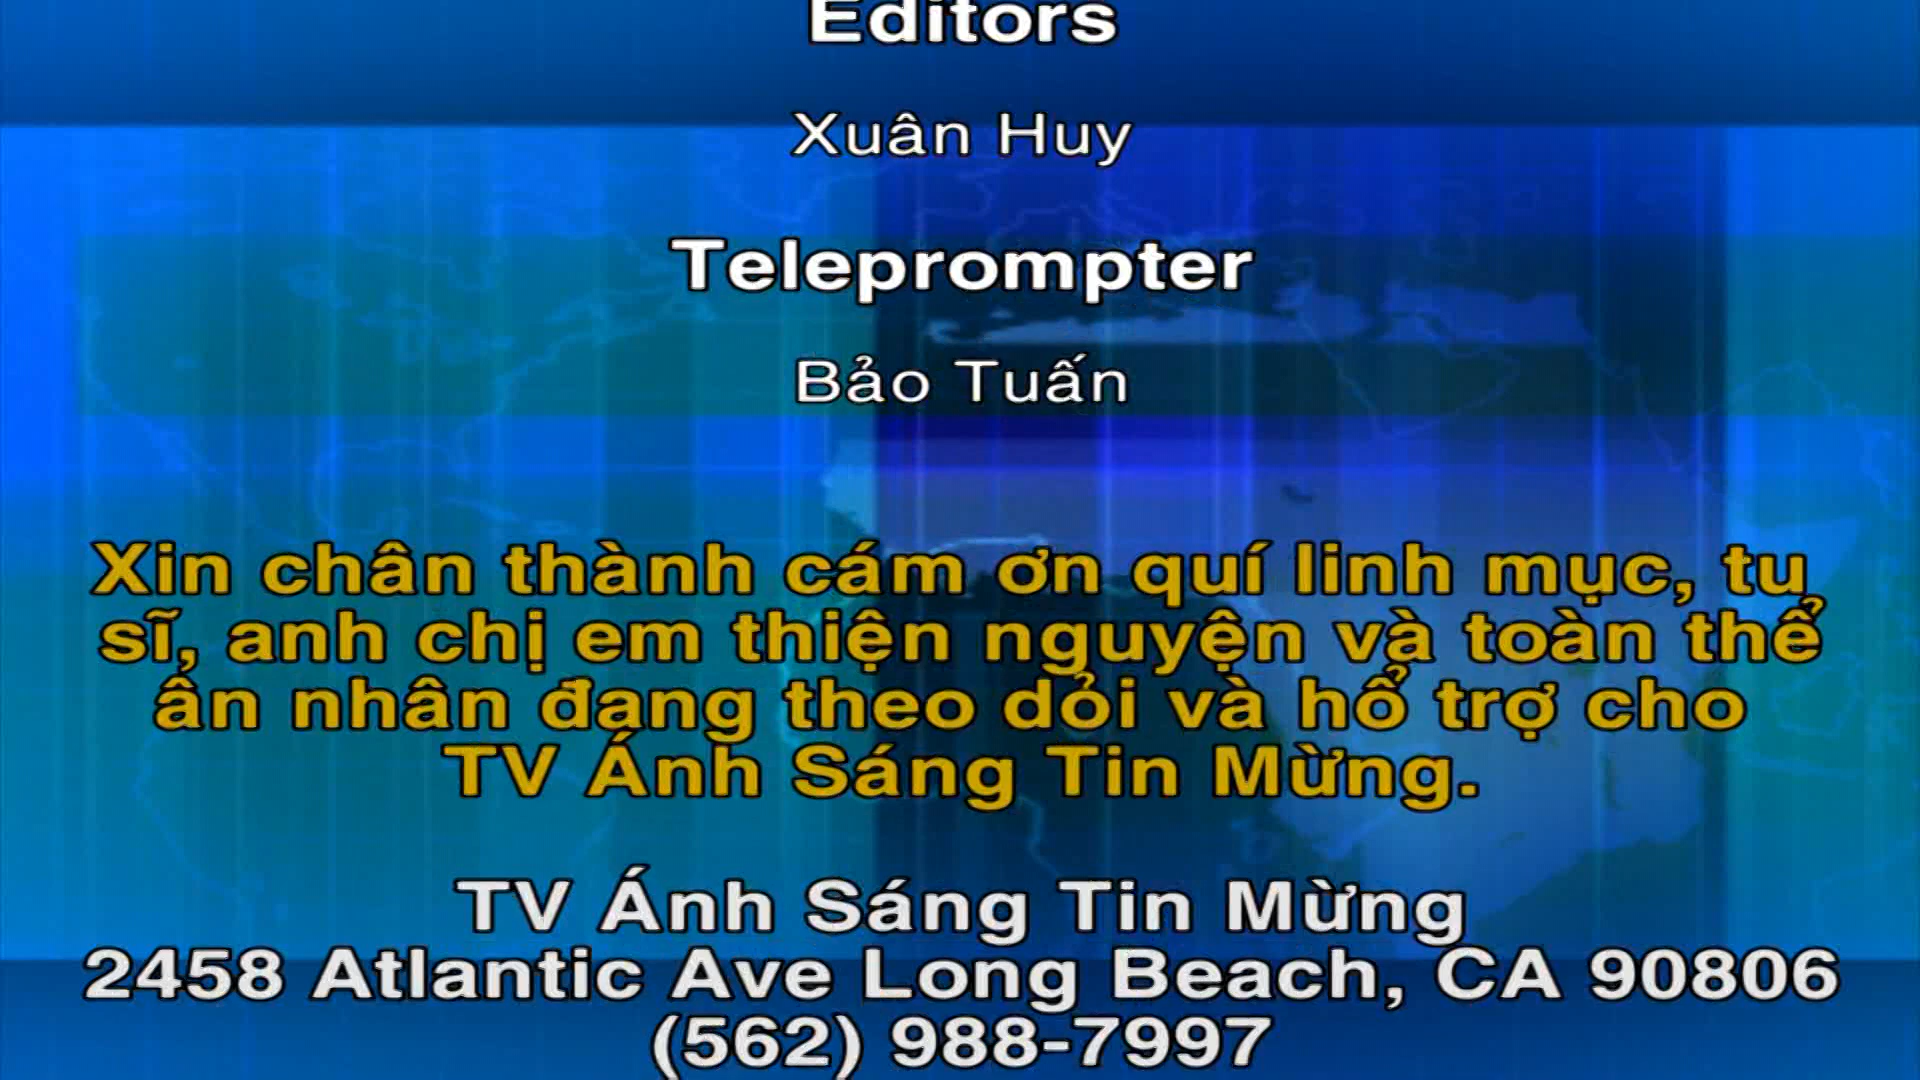 Editors
Xuân Huy
Teleprompter
Bảo Tuấn
Xin chân thành cám ơn quí linh mục, tu
sĩ, anh chị em thiện nguyện và toàn thể
ân nhân đang theo dỏi và hổ trợ cho
TV Ánh Sáng Tin Mừng.
TV Ánh Sáng Tin Mừng
2458 Atlantic Ave Long Beach, CA 90806
(562) 988-7997